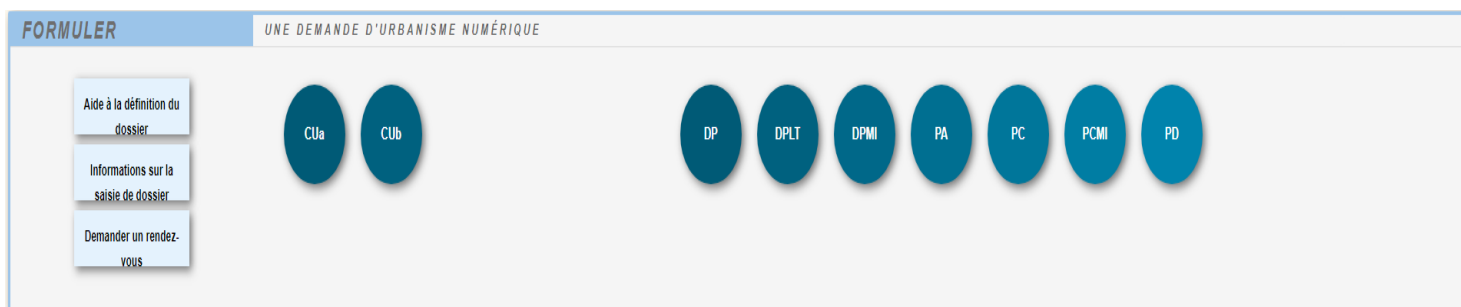 FORMULER
UNE DEMANDE D'URBANISME NUMÉRIQUE
Aide à la définition du
dossier
Informations sur la
saisie de dossier
Demander un rendez-
vous
CUa
CUb
DP
DPLT
DPMI
PA
PC
PCMI
PD